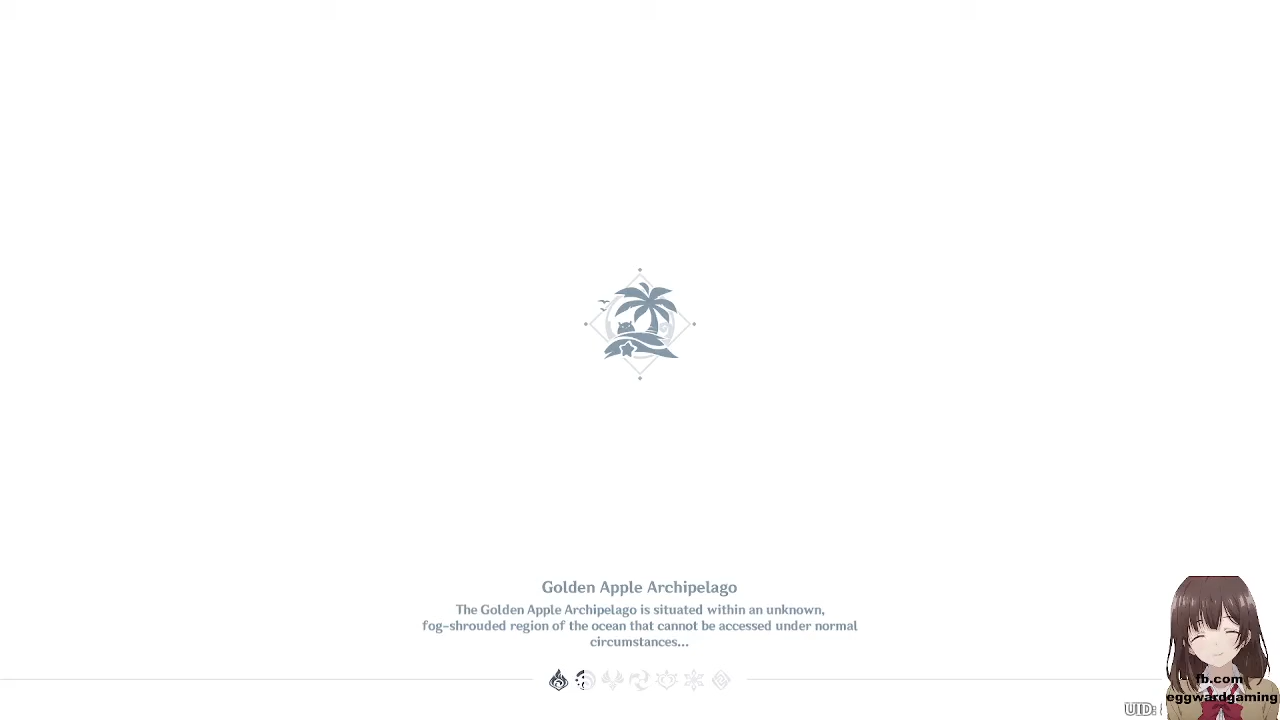 Golden Apple Archipelago
The Golden Apple Archipelago is situated within an unknown,
fog-shrouded region of the ocean that cannot be accessed under normal
circumstances...
fb.com
eggwardgaming
UID: